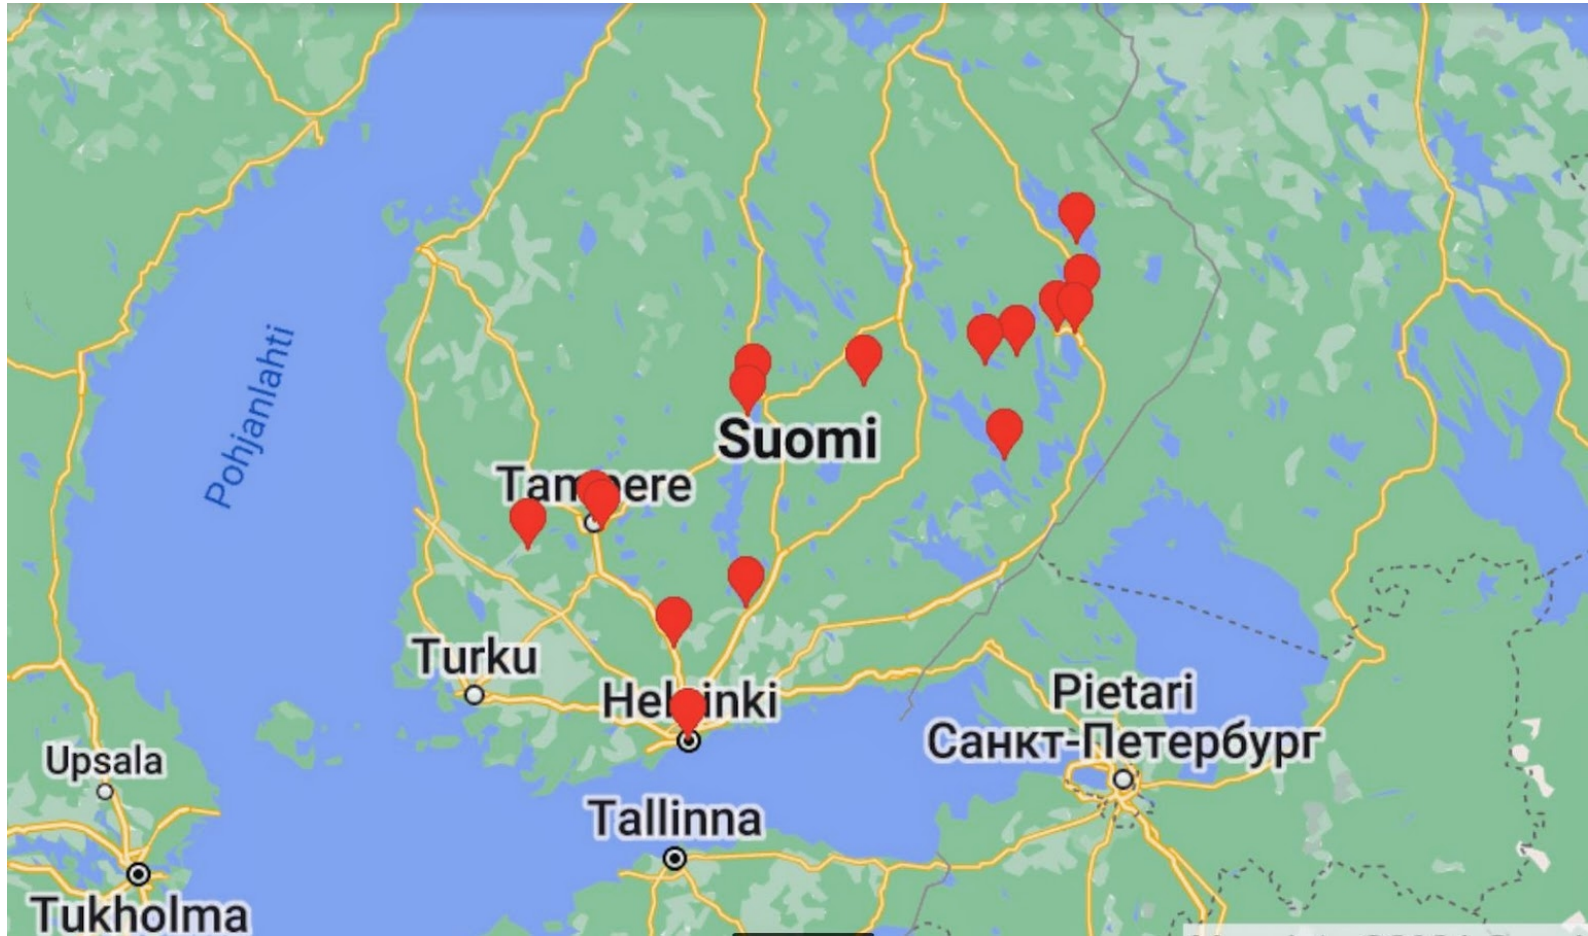 Pohjanlahti
Suomi
Tampere
Turku
Helsinki
Pietari
Санкт-Петербург
Upsala
Tallinna
Tukholma